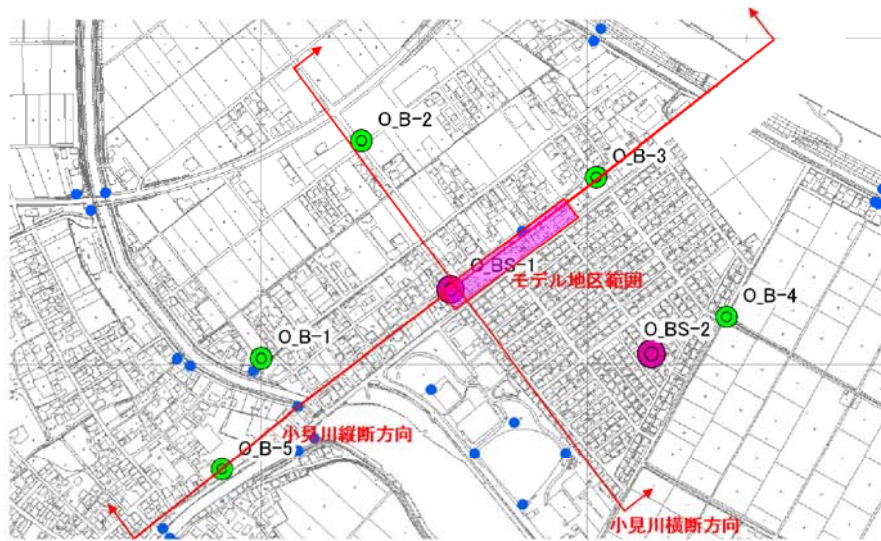 O_B-2
O_B-3
O_BS-1
モデル地区範囲
O_B-4
O_B-1
O_BS-2
小見川縦断方向
O_B-5
小見川横断方向